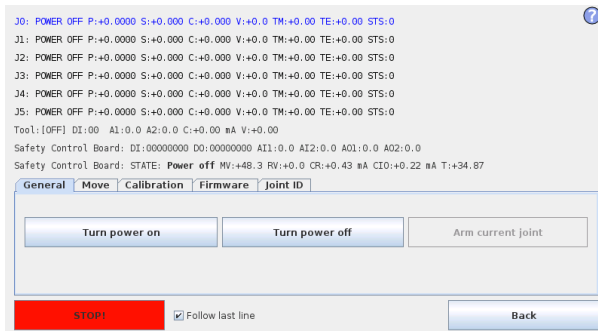 J0: POWER OFF P:+0.0000 S:+0.000 C:+0.000 V:+0.0 TM:+0.00 TE:+0.00 STS:0
?
J1: POWER OFF P:+0.0000 S:+0.000 C:+0.000 V:+0.0 TM:+0.00 TE:+0.00 STS:0
J2: POWER OFF P:+0.0000 S:+0.000 C:+0.000 V:+0.0 TM:+0.00 TE:+0.00 STS:0
J3: POWER OFF P:+0.0000 S:+0.000 C:+0.000 V:+0.0 TM:+0.00 TE:+0.00 STS:0
J4: POWER OFF P:+0.0000 S:+0.000 C:+0.000 V:+0.0 TM:+0.00 TE:+0.00 STS:0
J5: POWER OFF P:+0.0000 S:+0.000 C:+0.000 V:+0.0 TM:+0.00 TE:+0.00 STS:0
Tool:[OFF] DI:00 A1:0.0 A2:0.0 C:+0.00 mA V:+0.00
Safety Control Board: DI:00000000 DO:00000000 AI1:0.0 AI2:0.0 AO1:0.0 AO2:0.0
Safety Control Board: STATE: Power off MV:+48.3 RV:+0.0 CR:+0.43 mA CIO:+0.22 mA T:+34.87
General Move Calibration Firmware Joint ID
Turn power on Turn power off Arm current joint
STOP! Follow last line Back